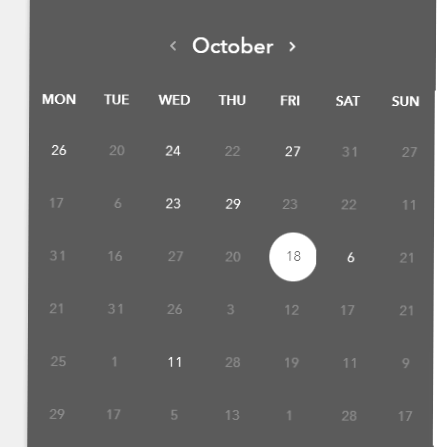 ‹ October ›
MON TUE WED THU FRI SAT SUN
26 20 24 22 27 31 27
17 6 23 29 23 22 11
31 16 27 20 18 6 21
21 31 26 3 12 17 21
25 1 11 28 19 11 9
29 17 5 13 1 28 17